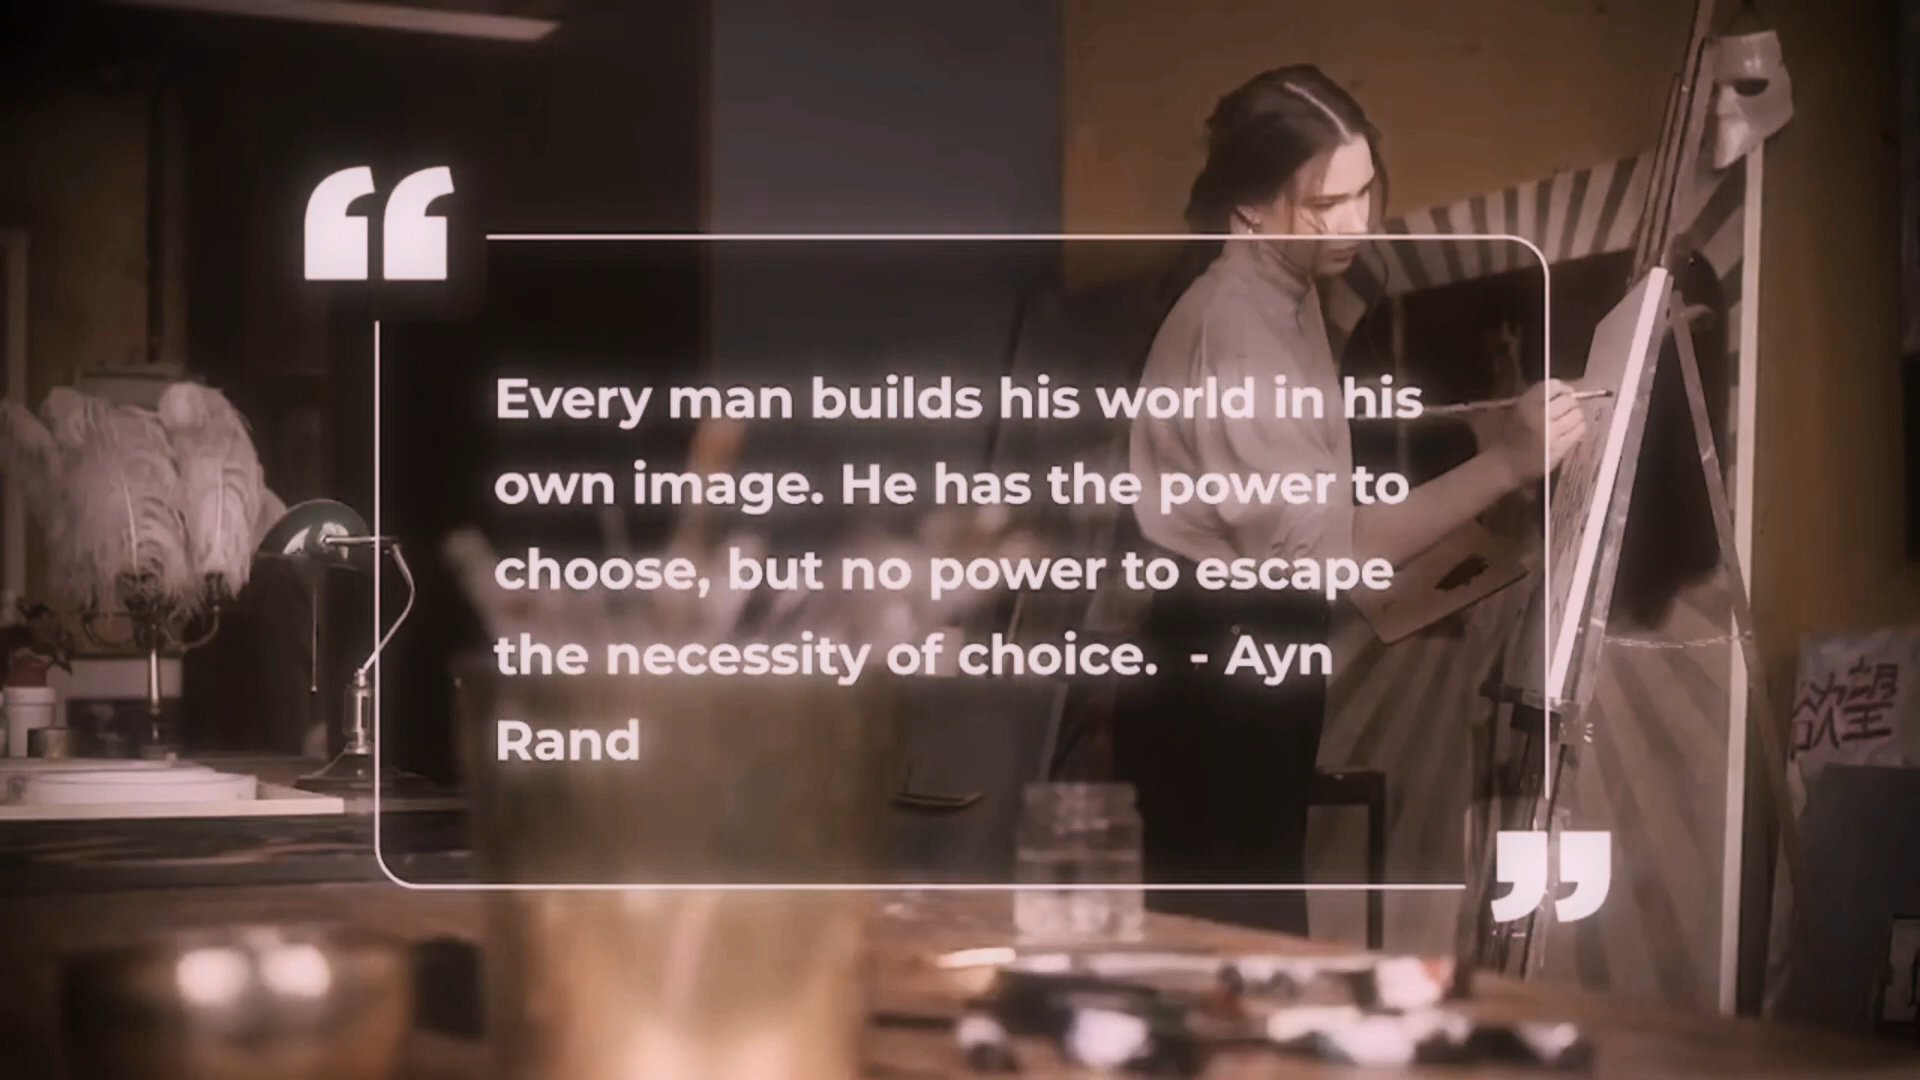 “
Every man builds his world in his
own image. He has the power to
choose, but no power to escape
the necessity of choice.  - Ayn
Rand
”
欲望